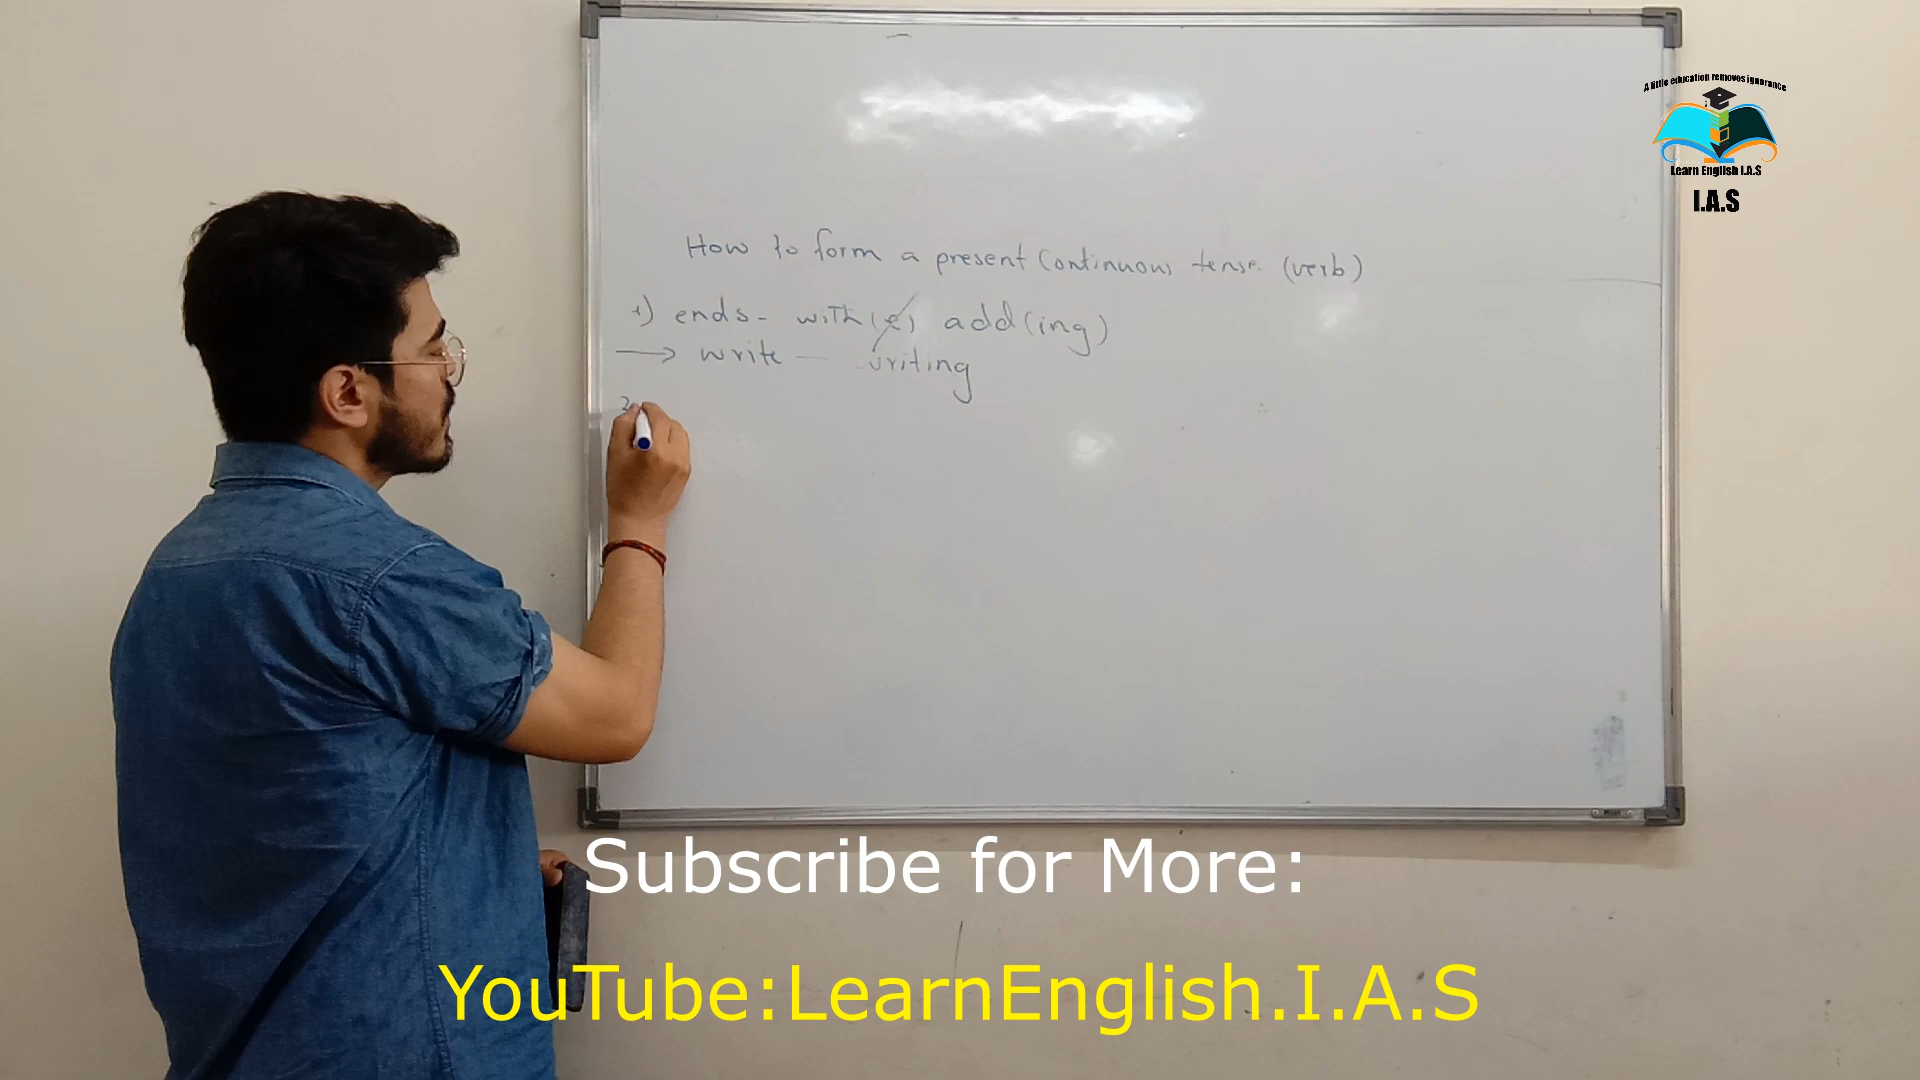 A little education removes ignorance
Learn English I.A.S
I.A.S
How to form a present Continuous tense (verb)
1) ends- with (e) add (ing)
→ write — writing
2
Subscribe for More:
YouTube:LearnEnglish.I.A.S